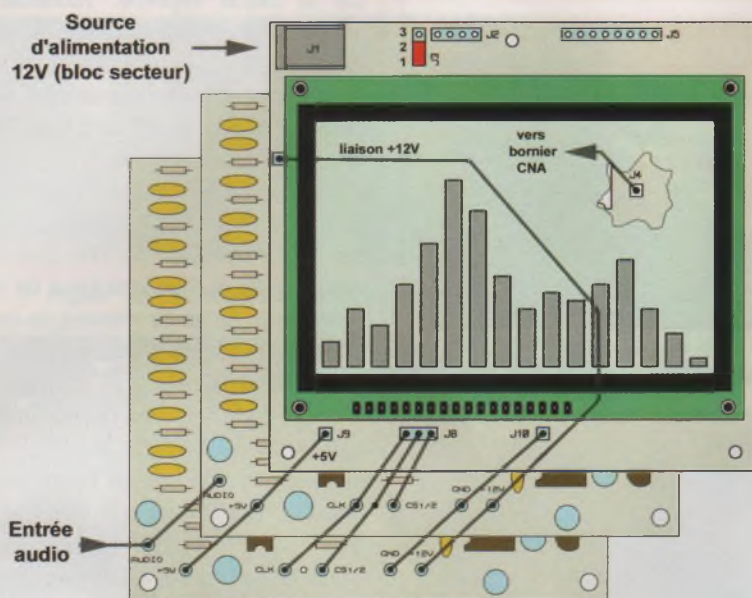 Source
d'alimentation
12V (bloc secteur)
J1
3
2
1
J2
J5
liaison +12V
vers
bornier
CNA
J4
J9
+5V
J8
J10
AUDIO
+5V
CLK
CS1/2
GND +12V
Entrée
audio
AUDIO
+5V
CLK
CS1/2
GND +12V